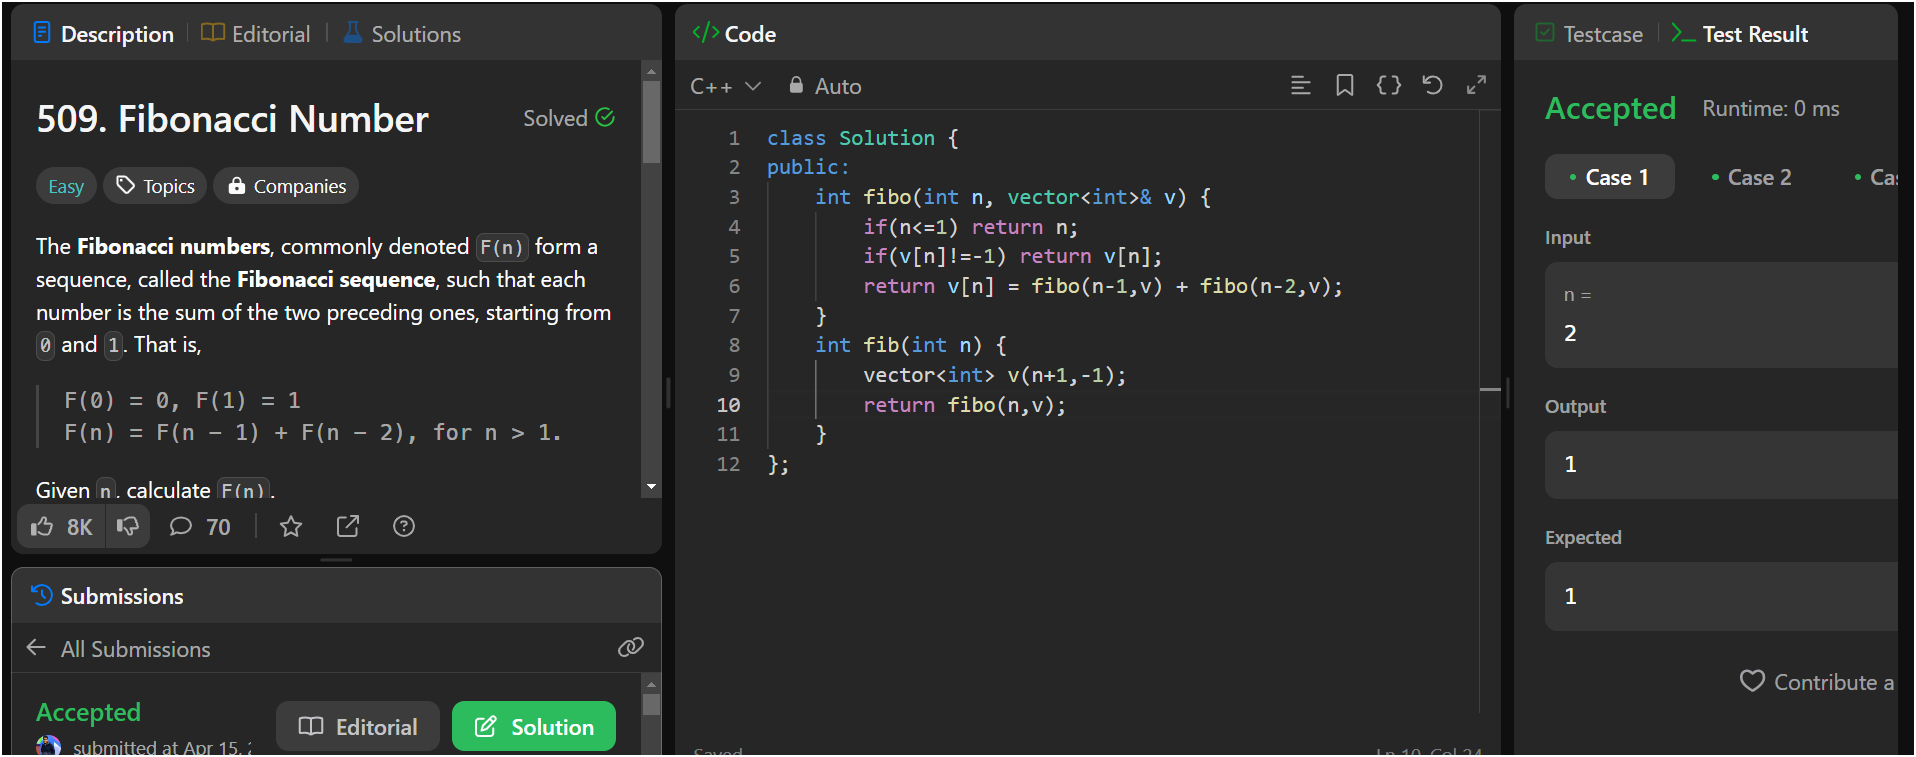 Description Editorial Solutions
509. Fibonacci Number
Solved
Easy Topics Companies
The Fibonacci numbers, commonly denoted F(n) form a
sequence, called the Fibonacci sequence, such that each
number is the sum of the two preceding ones, starting from
0 and 1. That is,
F(0) = 0, F(1) = 1
F(n) = F(n - 1) + F(n - 2), for n > 1.
Given n, calculate F(n).
8K 70
Submissions
All Submissions
Accepted
Editorial Solution
submitted at Apr 15,
</> Code
C++ Auto
1 class Solution {
2 public:
3 int fibo(int n, vector<int>& v) {
4 if(n<=1) return n;
5 if(v[n]!=-1) return v[n];
6 return v[n] = fibo(n-1,v) + fibo(n-2,v);
7 }
8 int fib(int n) {
9 vector<int> v(n+1,-1);
10 return fibo(n,v);
11 }
12 };
Saved Ln 10, Col 24
Testcase Test Result
Accepted Runtime: 0 ms
Case 1 Case 2 Cas
Input
n =
2
Output
1
Expected
1
Contribute a